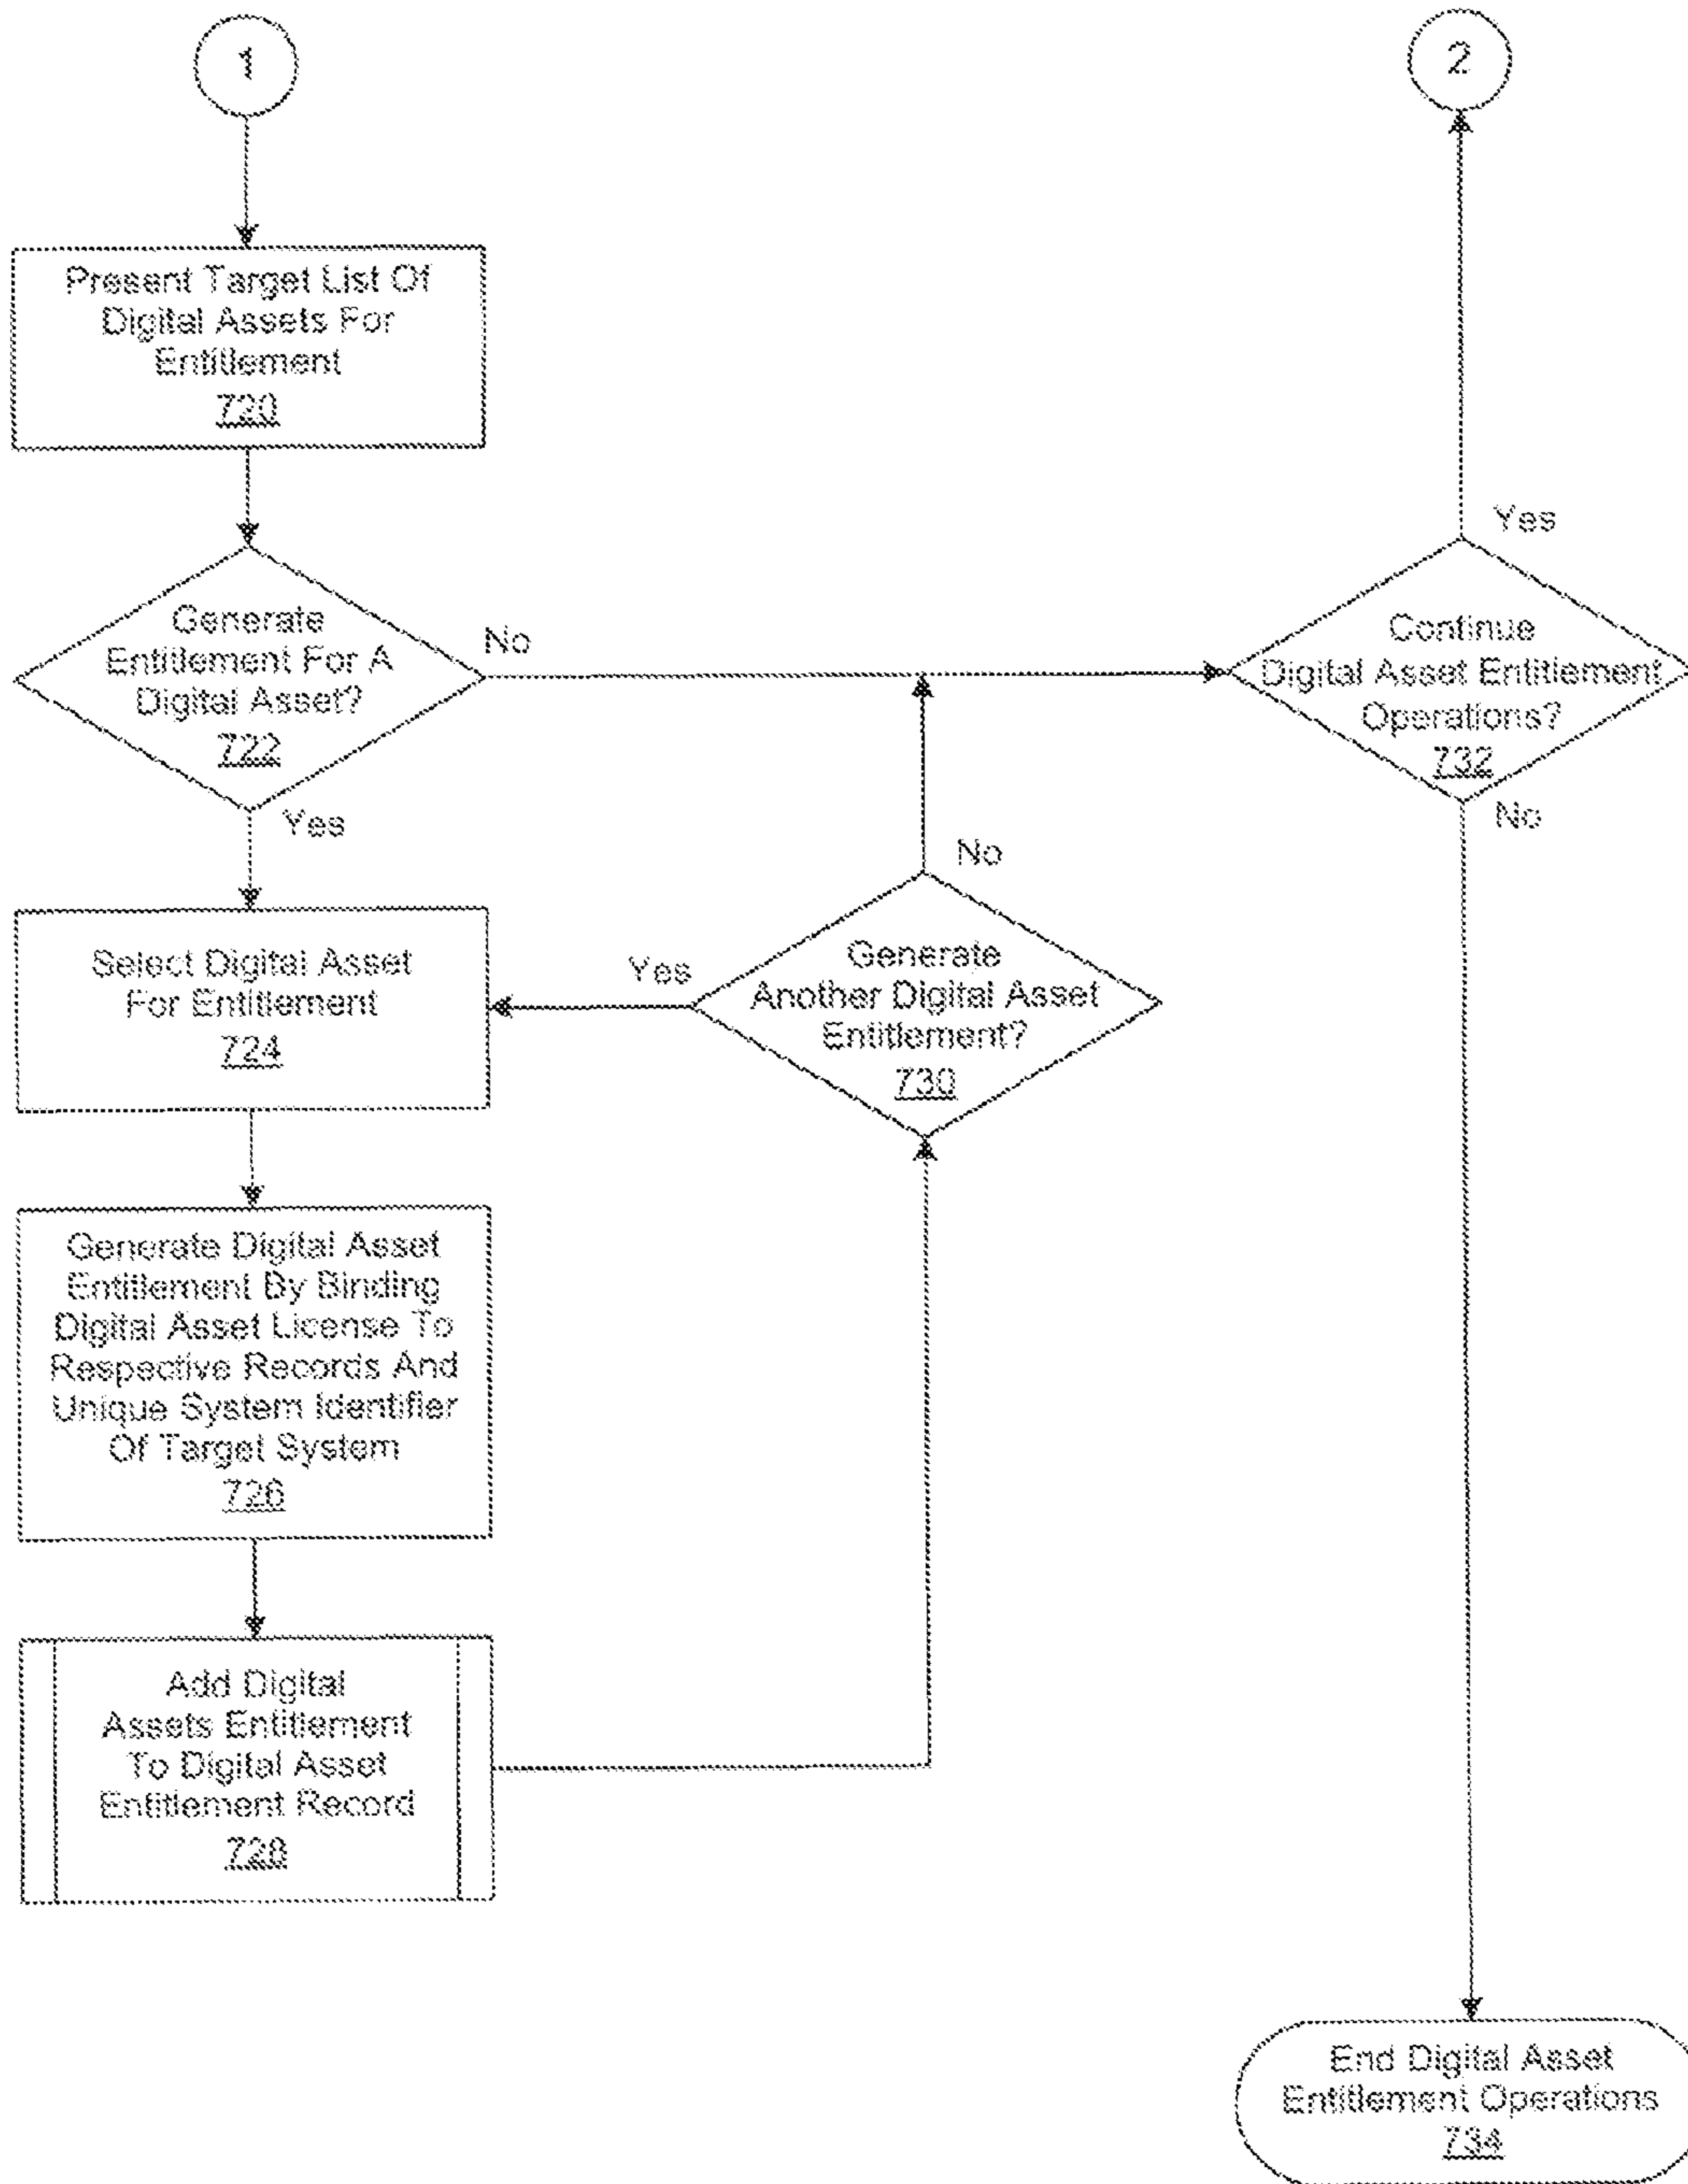 1
2
Present Target List Of
Digital Assets For
Entitlement
720
Generate
Entitlement For A
Digital Asset?
722
No
Yes
Continue
Digital Asset Entitlement
Operations?
732
Yes
No
Select Digital Asset
For Entitlement
724
Yes
Generate
Another Digital Asset
Entitlement?
730
No
Generate Digital Asset
Entitlement By Binding
Digital Asset License To
Respective Records And
Unique System Identifier
Of Target System
726
Add Digital
Assets Entitlement
To Digital Asset
Entitlement Record
728
End Digital Asset
Entitlement Operations
734